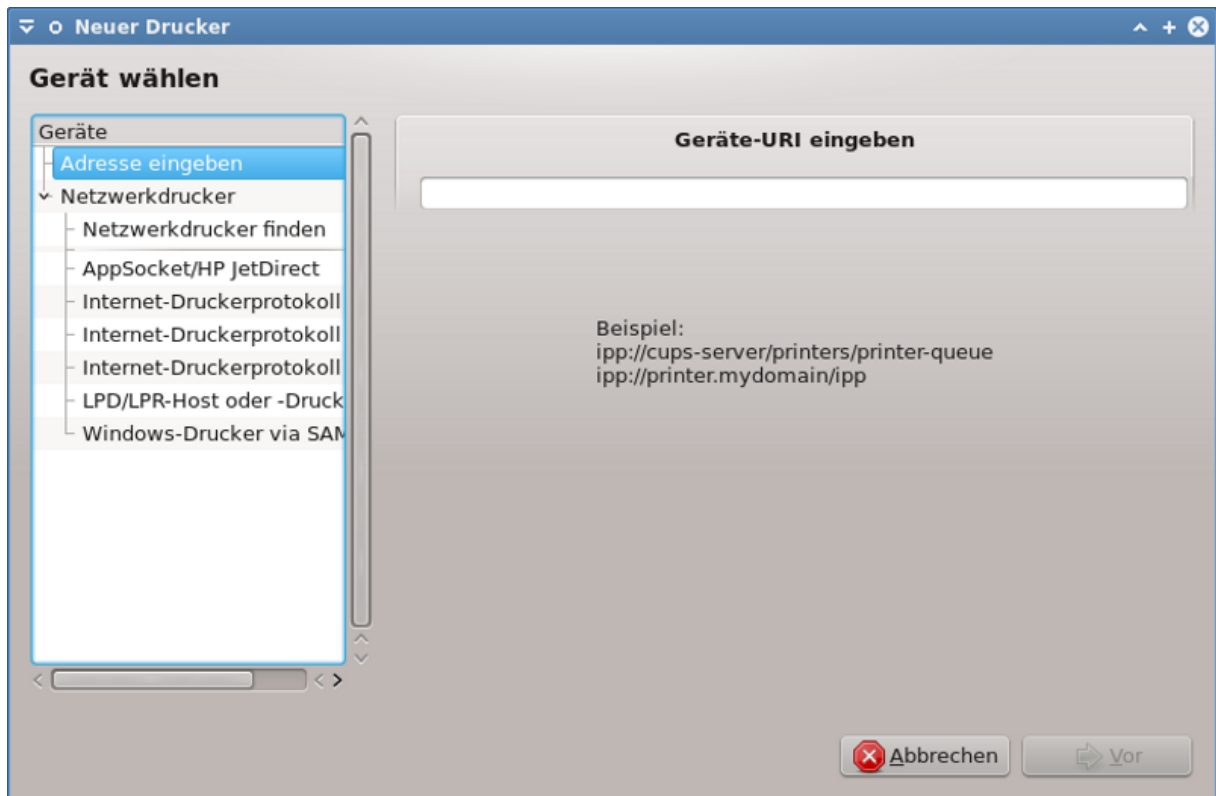 Neuer Drucker
Gerät wählen
Geräte
Adresse eingeben
Netzwerkdrucker
Netzwerkdrucker finden
AppSocket/HP JetDirect
Internet-Druckerprotokoll
Internet-Druckerprotokoll
Internet-Druckerprotokoll
LPD/LPR-Host oder -Druck
Windows-Drucker via SAM
Geräte-URI eingeben
Beispiel:
ipp://cups-server/printers/printer-queue
ipp://printer.mydomain/ipp
Abbrechen
Vor